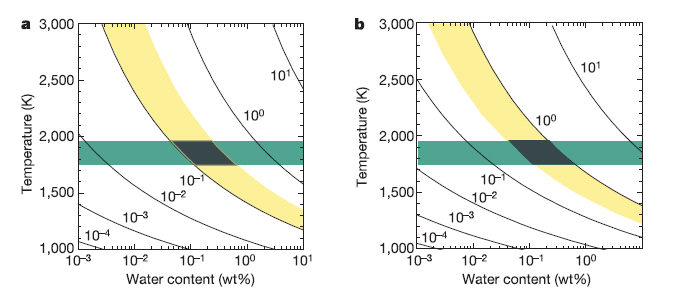 a
3,000
2,500
2,000
1,500
1,000
Temperature (K)
10¹
10⁰
10⁻¹
10⁻²
10⁻³
10⁻⁴
10⁻³ 10⁻² 10⁻¹ 10⁰ 10¹
Water content (wt%)
b
3,000
2,500
2,000
1,500
1,000
Temperature (K)
10¹
10⁰
10⁻¹
10⁻²
10⁻³
10⁻⁴
10⁻³ 10⁻² 10⁻¹ 10⁰
Water content (wt%)